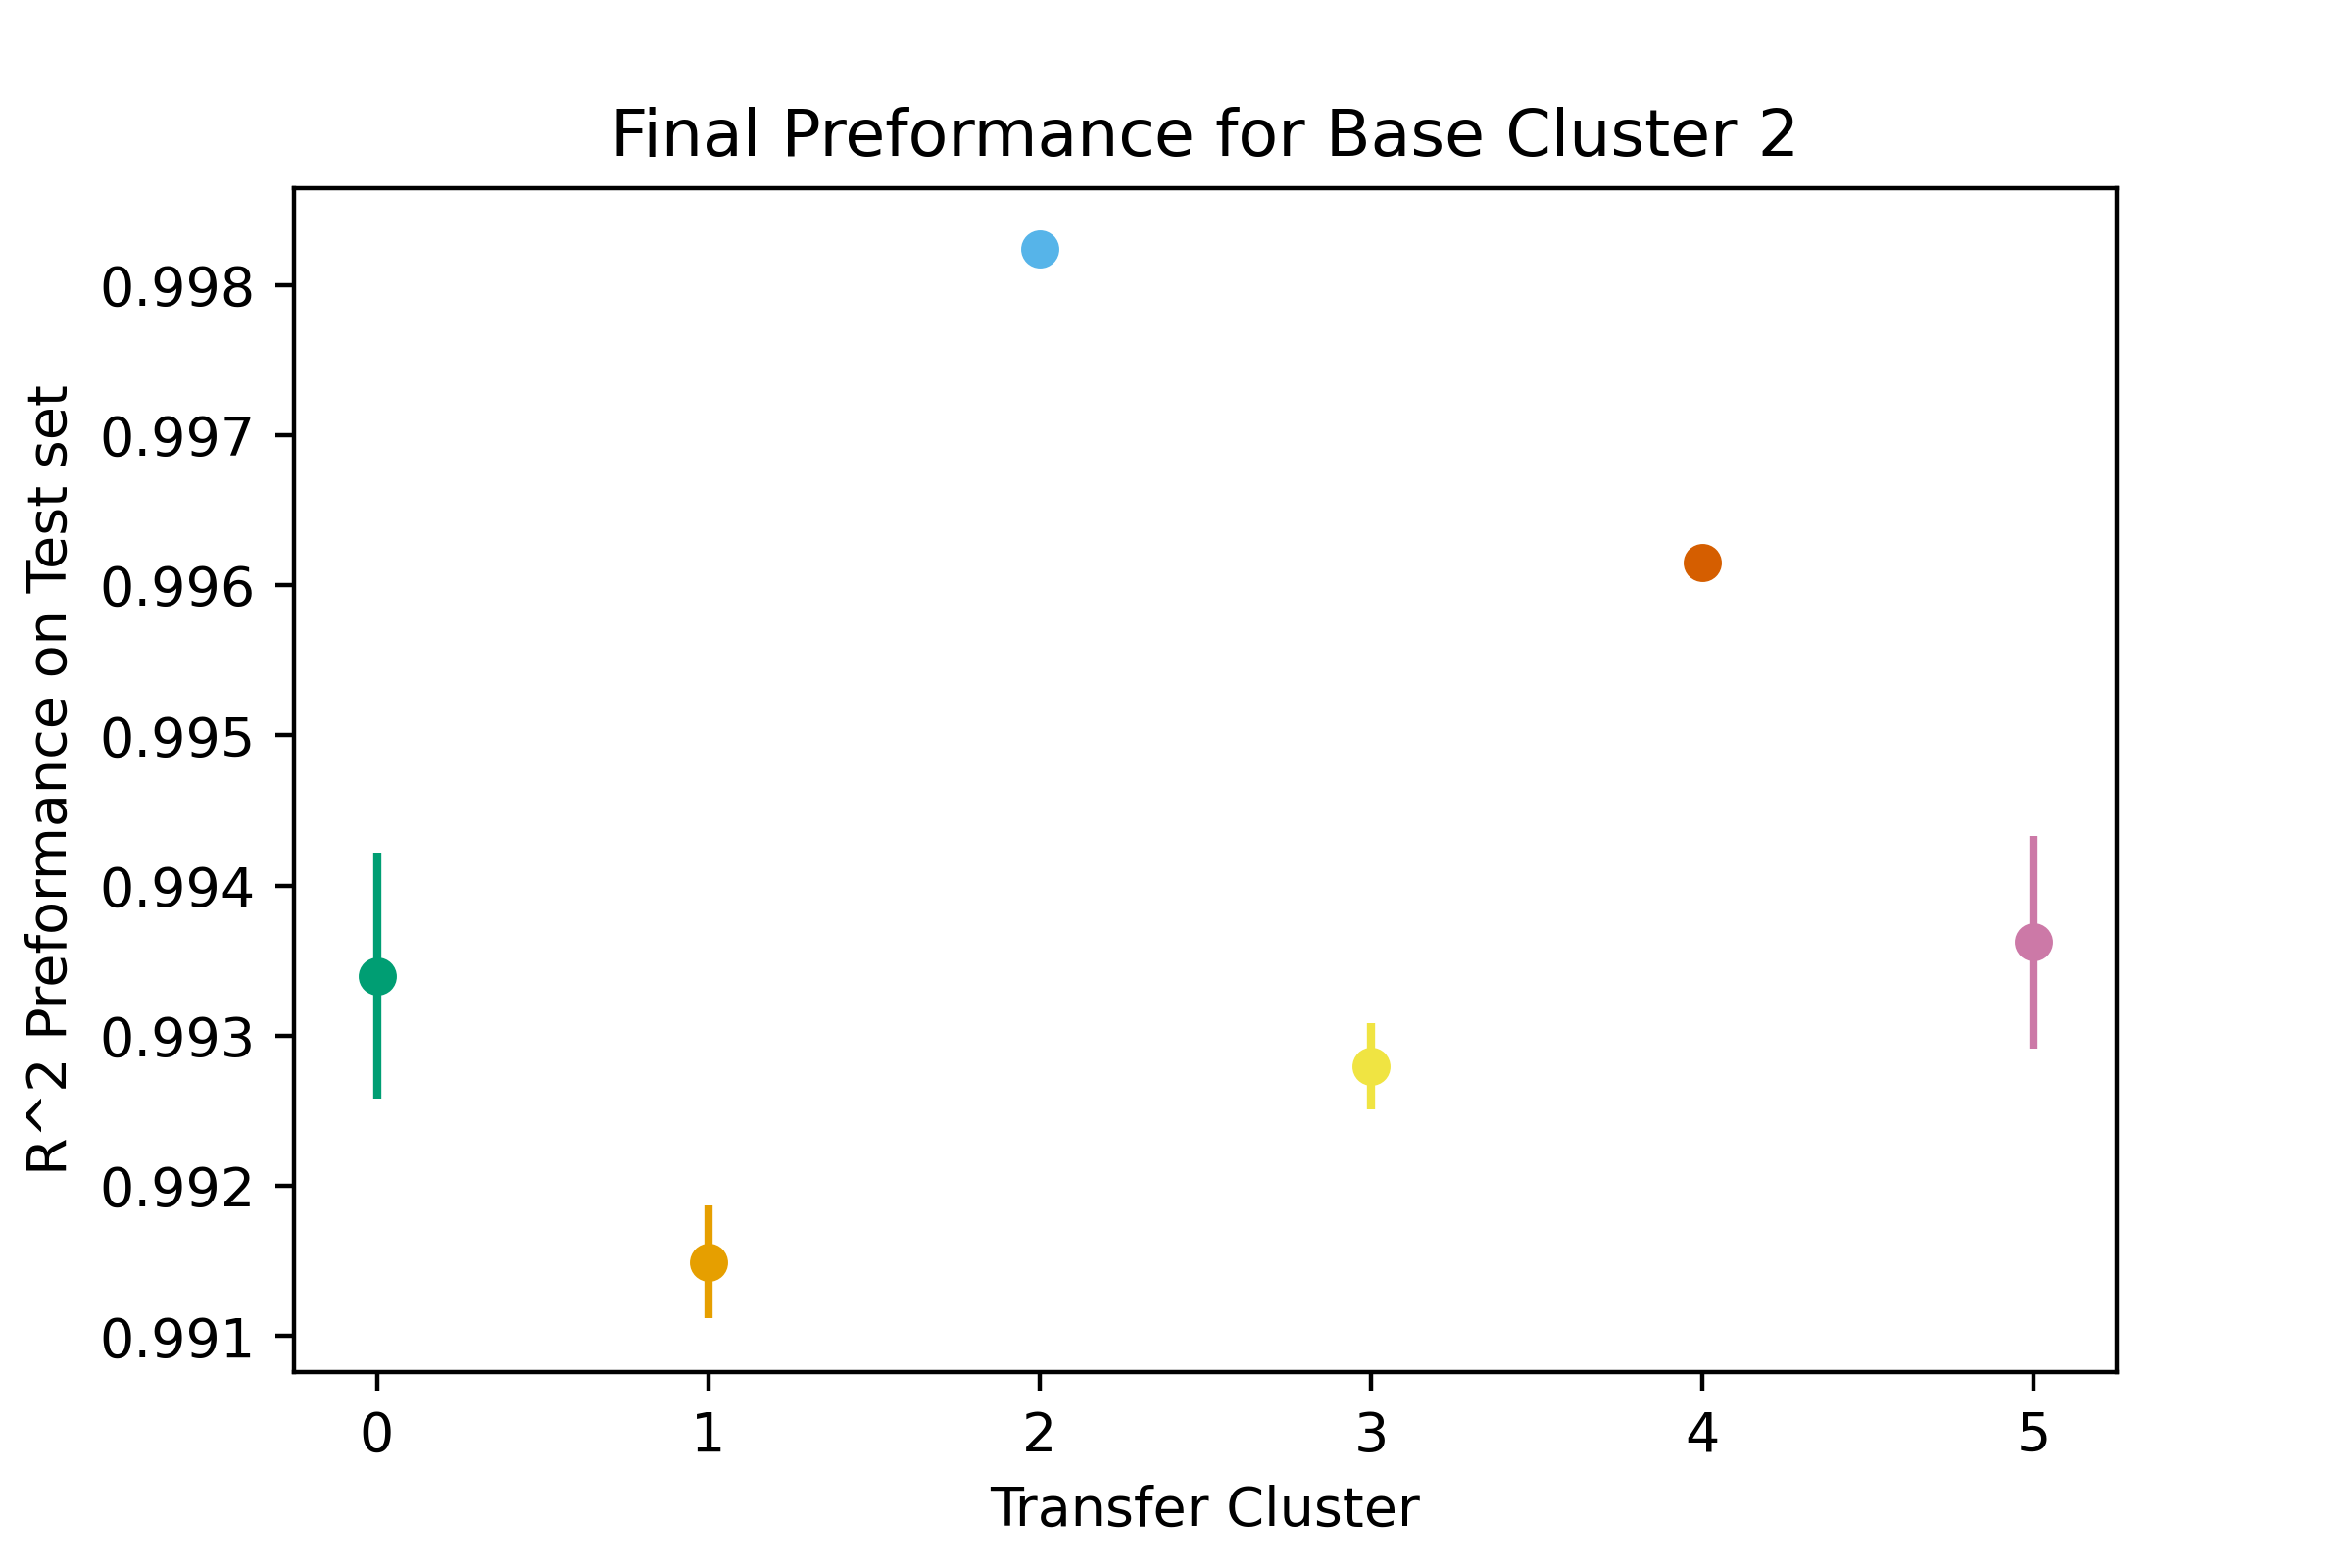 Final Preformance for Base Cluster 2
R^2 Preformance on Test set
0.998
0.997
0.996
0.995
0.994
0.993
0.992
0.991
0 1 2 3 4 5
Transfer Cluster